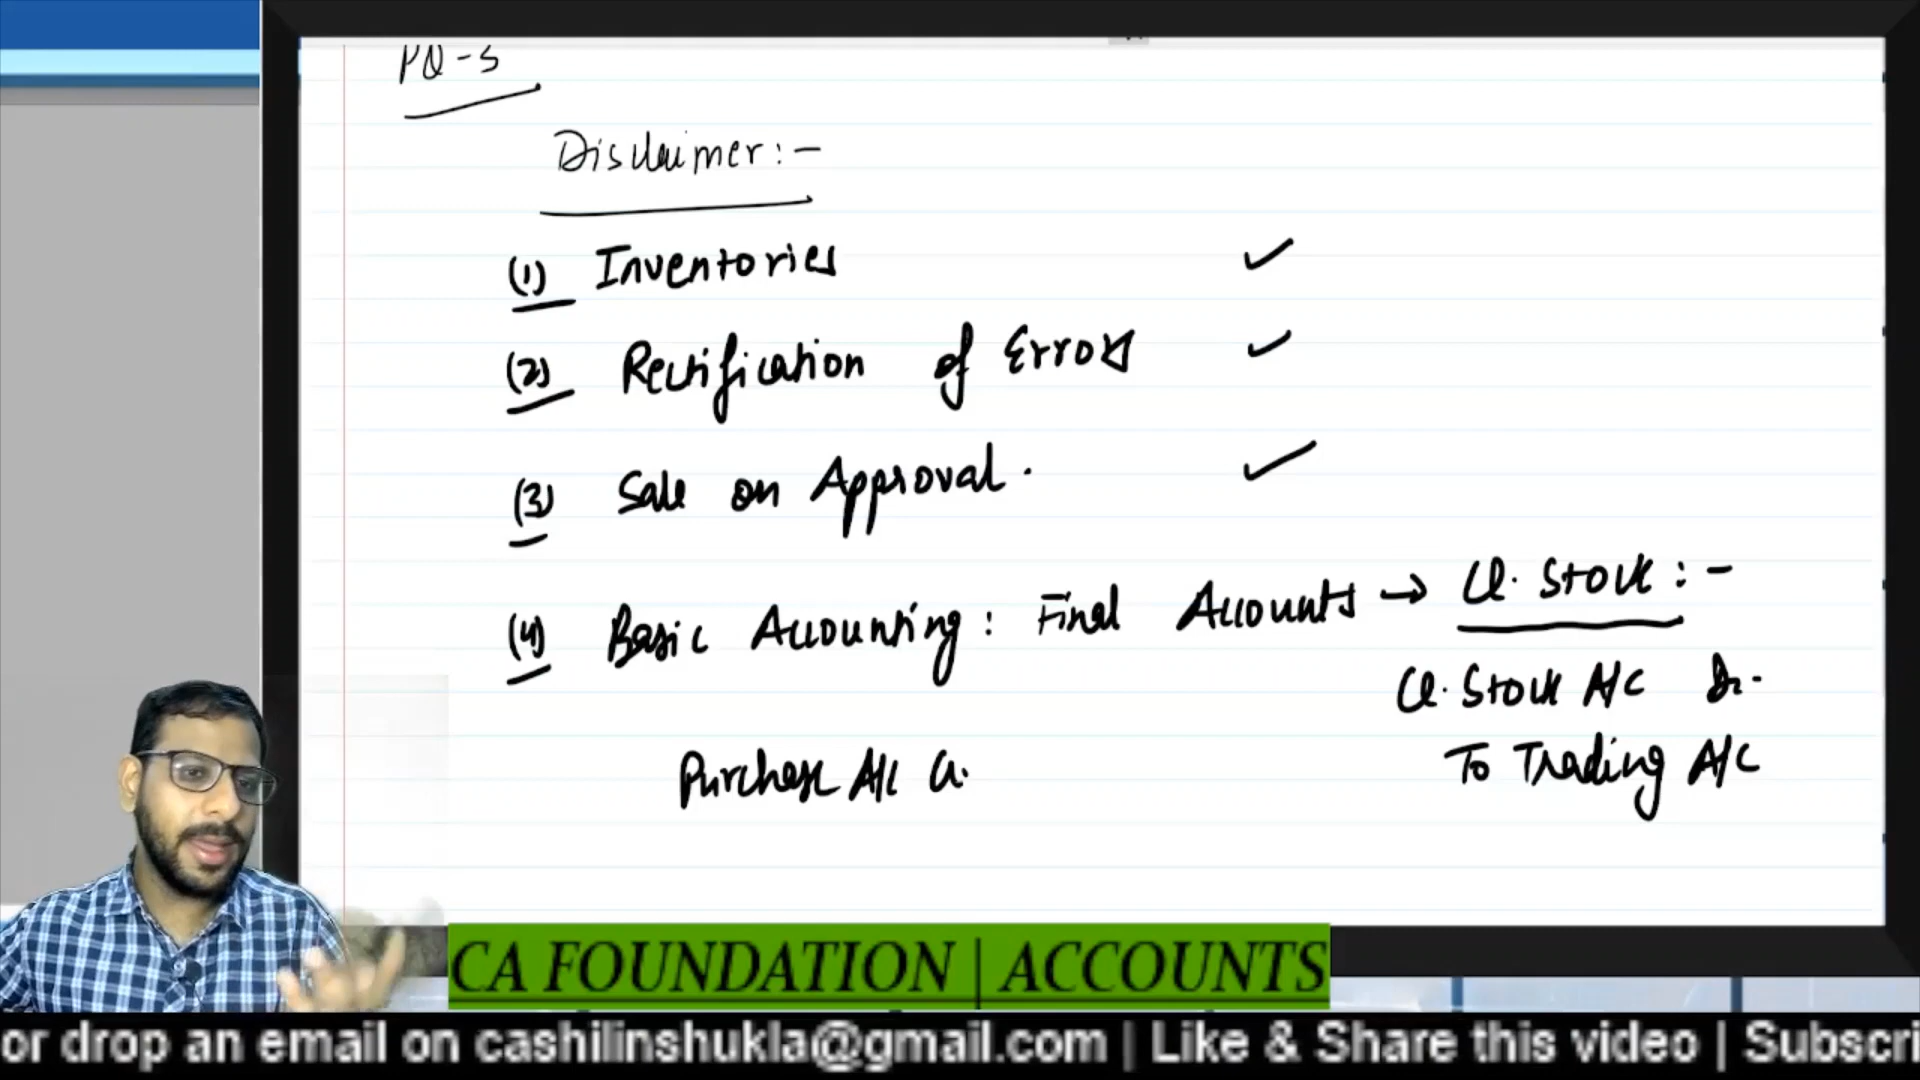 PQ-5
Disclaimer:-
(1) Inventories ✓
(2) Rectification of Errors ✓
(3) Sale on Approval. ✓
(4) Basic Accounting: Final Accounts → Cl. Stock:-
Cl. Stock A/c Dr.
To Trading A/c
Purchase A/c Cr.
CA FOUNDATION | ACCOUNTS
or drop an email on cashilinshukla@gmail.com | Like & Share this video | Subscri